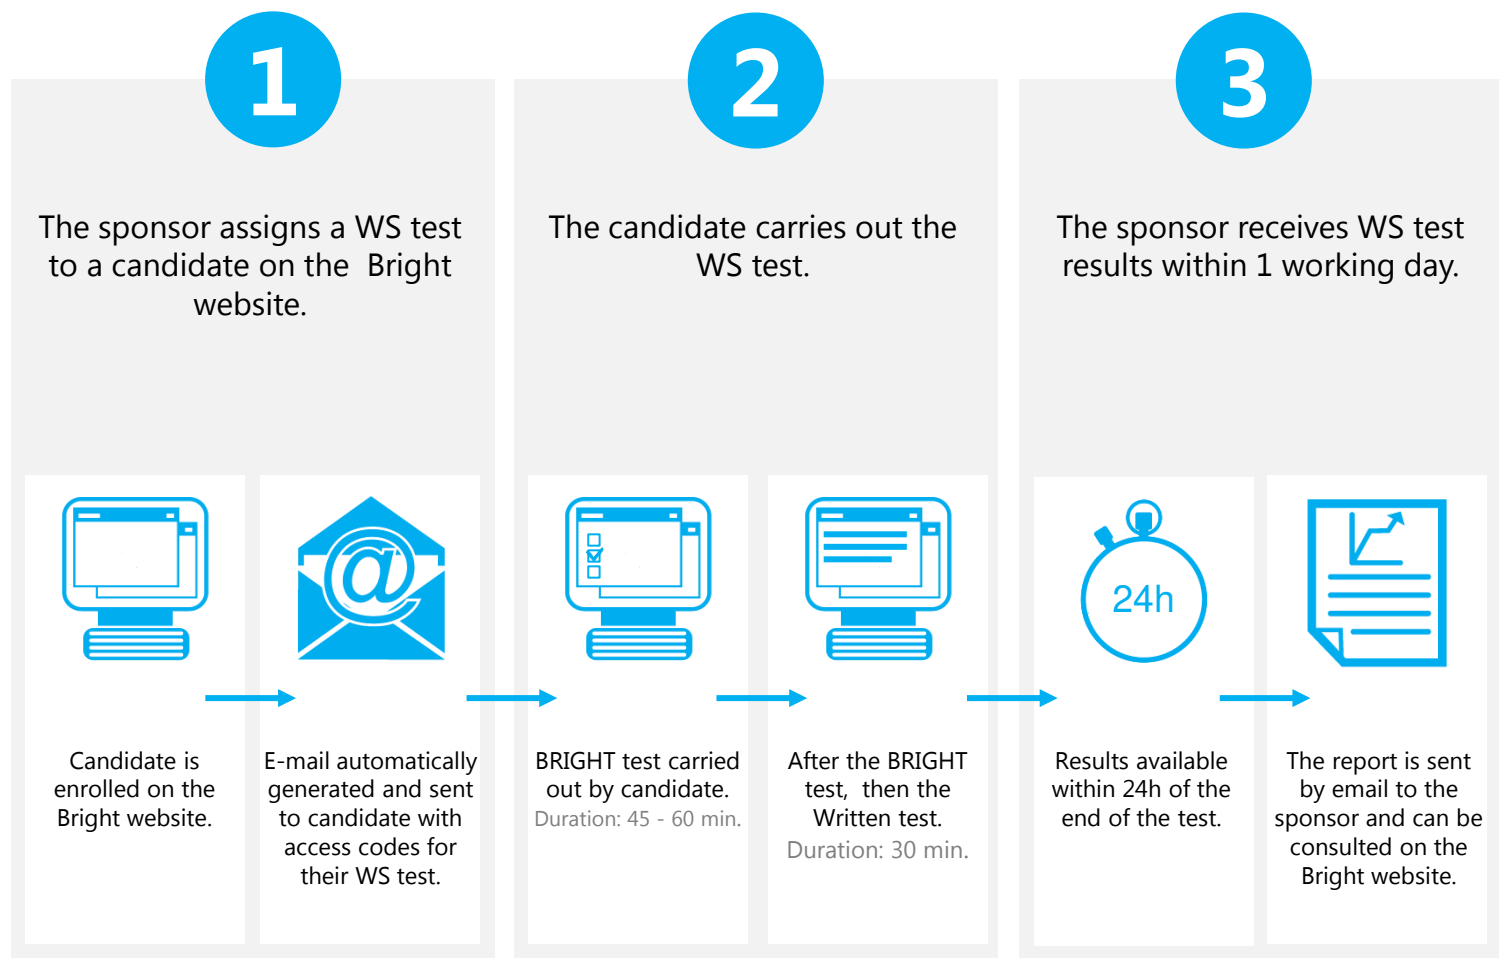 1
The sponsor assigns a WS test
to a candidate on the  Bright
website.
Candidate is
enrolled on the
Bright website.
@
E-mail automatically
generated and sent
to candidate with
access codes for
their WS test.
2
The candidate carries out the
WS test.
BRIGHT test carried
out by candidate.
Duration: 45 - 60 min.
After the BRIGHT
test,  then the
Written test.
Duration: 30 min.
3
The sponsor receives WS test
results within 1 working day.
24h
Results available
within 24h of the
end of the test.
The report is sent
by email to the
sponsor and can be
consulted on the
Bright website.